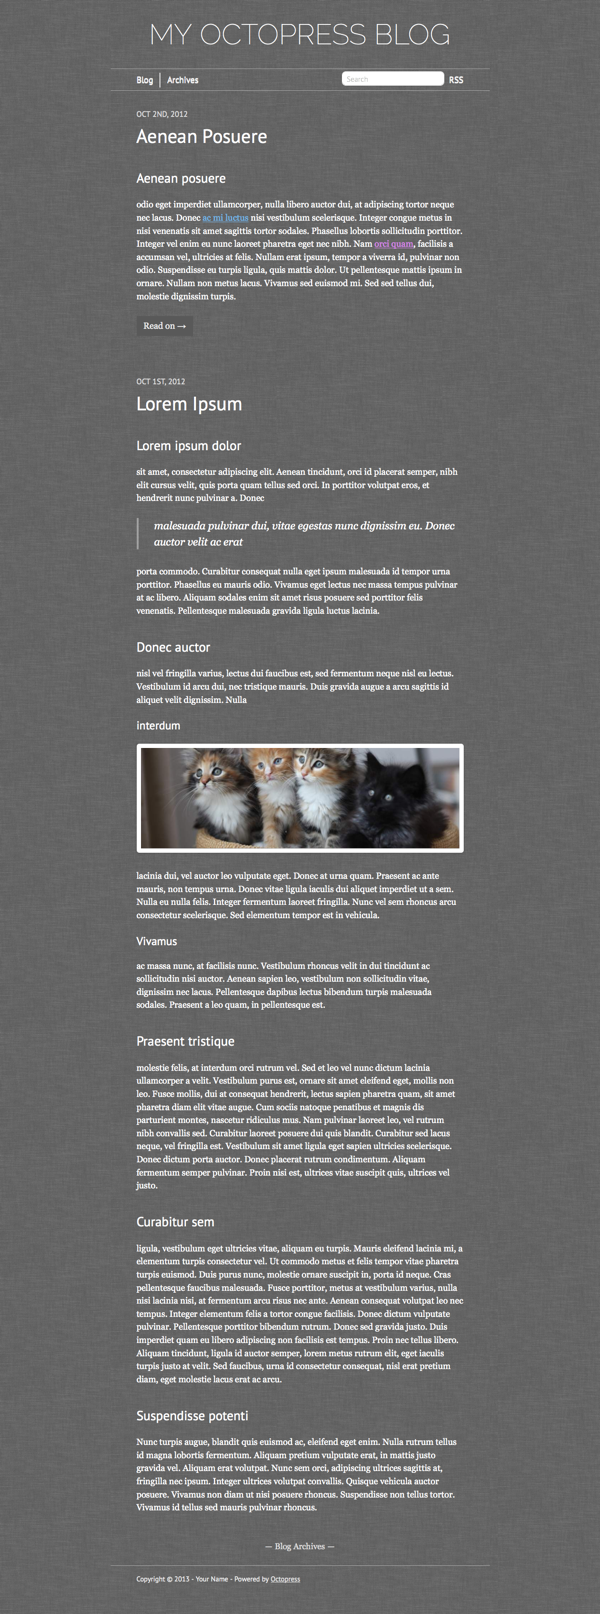 MY OCTOPRESS BLOG
Blog
Archives
Search
RSS
OCT 2ND, 2012
Aenean Posuere
Aenean posuere
odio eget imperdiet ullamcorper, nulla libero auctor dui, at adipiscing tortor neque
nec lacus. Donec ac mi luctus nisi vestibulum scelerisque. Integer congue metus in
nisi venenatis sit amet sagittis tortor sodales. Phasellus lobortis sollicitudin porttitor.
Integer vel enim eu nunc laoreet pharetra eget nec nibh. Nam orci quam, facilisis a
accumsan vel, ultricies at felis. Nullam erat ipsum, tempor a viverra id, pulvinar non
odio. Suspendisse eu turpis ligula, quis mattis dolor. Ut pellentesque mattis ipsum in
ornare. Nullam non metus lacus. Vivamus sed euismod mi. Sed sed tellus dui,
molestie dignissim turpis.
Read on →
OCT 1ST, 2012
Lorem Ipsum
Lorem ipsum dolor
sit amet, consectetur adipiscing elit. Aenean tincidunt, orci id placerat semper, nibh
elit cursus velit, quis porta quam tellus sed orci. In porttitor volutpat eros, et
hendrerit nunc pulvinar a. Donec
malesuada pulvinar dui, vitae egestas nunc dignissim eu. Donec
auctor velit ac erat
porta commodo. Curabitur consequat nulla eget ipsum malesuada id tempor urna
porttitor. Phasellus eu mauris odio. Vivamus eget lectus nec massa tempus pulvinar
at ac libero. Aliquam sodales enim sit amet risus posuere sed porttitor felis
venenatis. Pellentesque malesuada gravida ligula luctus lacinia.
Donec auctor
nisl vel fringilla varius, lectus dui faucibus est, sed fermentum neque nisl eu lectus.
Vestibulum id arcu dui, nec tristique mauris. Duis gravida augue a arcu sagittis id
aliquet velit dignissim. Nulla
interdum
lacinia dui, vel auctor leo vulputate eget. Donec at urna quam. Praesent ac ante
mauris, non tempus urna. Donec vitae ligula iaculis dui aliquet imperdiet ut a sem.
Nulla eu nulla felis. Integer fermentum laoreet fringilla. Nunc vel sem rhoncus arcu
consectetur scelerisque. Sed elementum tempor est in vehicula.
Vivamus
ac massa nunc, at facilisis nunc. Vestibulum rhoncus velit in dui tincidunt ac
sollicitudin nisi auctor. Aenean sapien leo, vestibulum non sollicitudin vitae,
dignissim nec lacus. Pellentesque dapibus lectus bibendum turpis malesuada
sodales. Praesent a leo quam, in pellentesque est.
Praesent tristique
molestie felis, at interdum orci rutrum vel. Sed et leo vel nunc dictum lacinia
ullamcorper a velit. Vestibulum purus est, ornare sit amet eleifend eget, mollis non
leo. Fusce mollis, dui at consequat hendrerit, lectus sapien pharetra quam, sit amet
pharetra diam elit vitae augue. Cum sociis natoque penatibus et magnis dis
parturient montes, nascetur ridiculus mus. Nam pulvinar laoreet leo, vel rutrum
nibh convallis sed. Curabitur laoreet posuere dui quis blandit. Curabitur sed lacus
neque, vel fringilla est. Vestibulum sit amet ligula eget sapien ultricies scelerisque.
Donec dictum porta auctor. Donec placerat rutrum condimentum. Aliquam
fermentum semper pulvinar. Proin nisi est, ultrices vitae suscipit quis, ultrices vel
justo.
Curabitur sem
ligula, vestibulum eget ultricies vitae, aliquam eu turpis. Mauris eleifend lacinia mi, a
elementum turpis consectetur vel. Ut commodo metus et felis tempor vitae pharetra
turpis euismod. Duis purus nunc, molestie ornare suscipit in, porta id neque. Cras
pellentesque faucibus malesuada. Fusce porttitor, metus at vestibulum varius, nulla
nisi lacinia nisi, at fermentum arcu risus nec ante. Aenean consequat volutpat leo nec
tempus. Integer elementum felis a tortor congue facilisis. Donec dictum vulputate
pulvinar. Pellentesque porttitor bibendum rutrum. Donec sed gravida justo. Duis
imperdiet quam eu libero adipiscing non facilisis est tempus. Proin nec tellus libero.
Aliquam tincidunt, ligula id auctor semper, lorem metus rutrum elit, eget iaculis
turpis justo at velit. Sed faucibus, urna id consectetur consequat, nisl erat pretium
diam, eget molestie lacus erat ac arcu.
Suspendisse potenti
Nunc turpis augue, blandit quis euismod ac, eleifend eget enim. Nulla rutrum tellus
id magna lobortis fermentum. Aliquam pretium vulputate erat, in mattis justo
gravida vel. Aliquam erat volutpat. Nunc sem orci, adipiscing ultrices sagittis at,
fringilla nec ipsum. Integer ultrices volutpat convallis. Quisque vehicula auctor
posuere. Vivamus non diam ut nisi posuere rhoncus. Suspendisse non tellus tortor.
Vivamus id tellus sed mauris pulvinar rhoncus.
— Blog Archives —
Copyright © 2013 - Your Name - Powered by Octopress